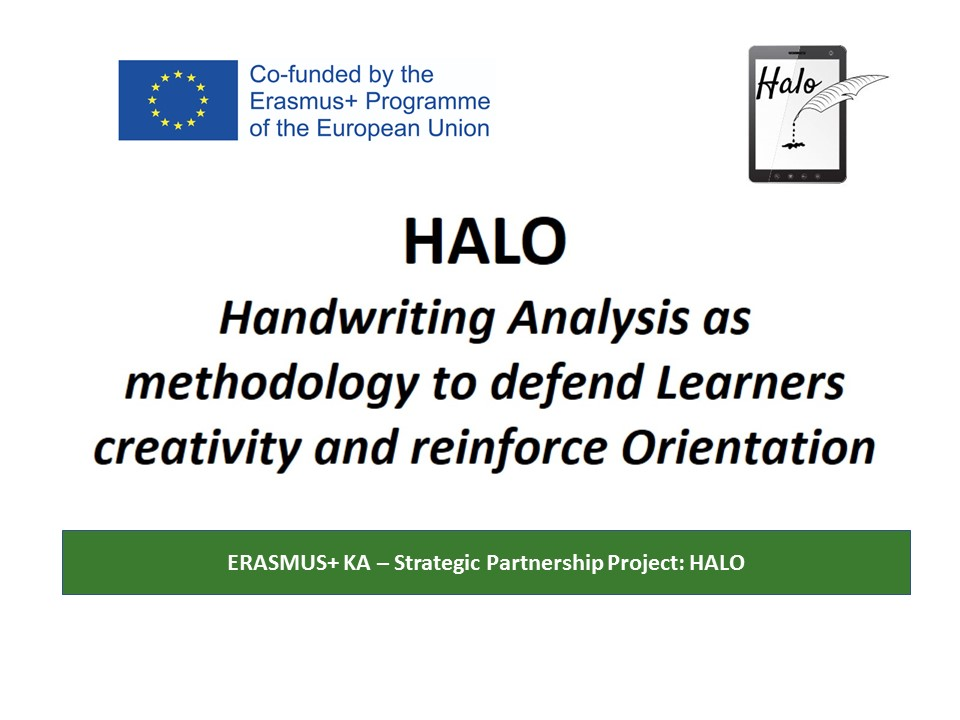 Co-funded by the
Erasmus+ Programme
of the European Union
Halo
HALO
Handwriting Analysis as
methodology to defend Learners
creativity and reinforce Orientation
ERASMUS+ KA – Strategic Partnership Project: HALO